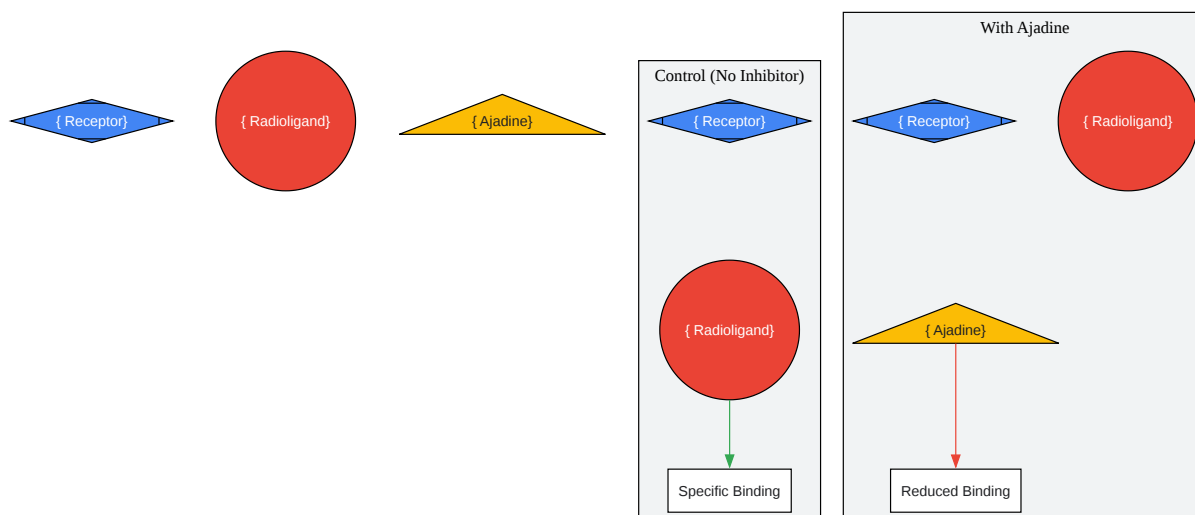 With Ajadine
Control (No Inhibitor)
{ Receptor}
{ Radioligand}
{ Ajadine}
{ Receptor}
{ Receptor}
{ Radioligand}
{ Radioligand}
{ Ajadine}
Specific Binding
Reduced Binding